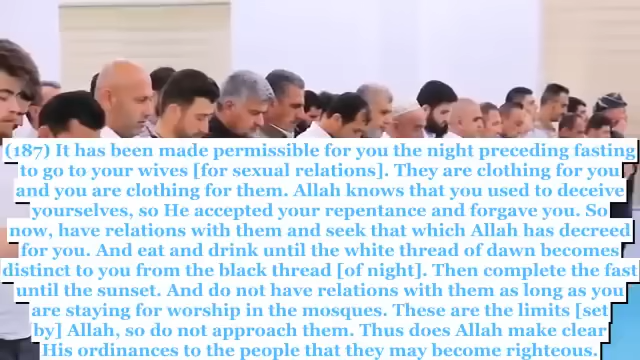 (187) It has been made permissible for you the night preceding fasting
to go to your wives [for sexual relations]. They are clothing for you
and you are clothing for them. Allah knows that you used to deceive
yourselves, so He accepted your repentance and forgave you. So
now, have relations with them and seek that which Allah has decreed
for you. And eat and drink until the white thread of dawn becomes
distinct to you from the black thread [of night]. Then complete the fast
until the sunset. And do not have relations with them as long as you
are staying for worship in the mosques. These are the limits [set
by] Allah, so do not approach them. Thus does Allah make clear
His ordinances to the people that they may become righteous.